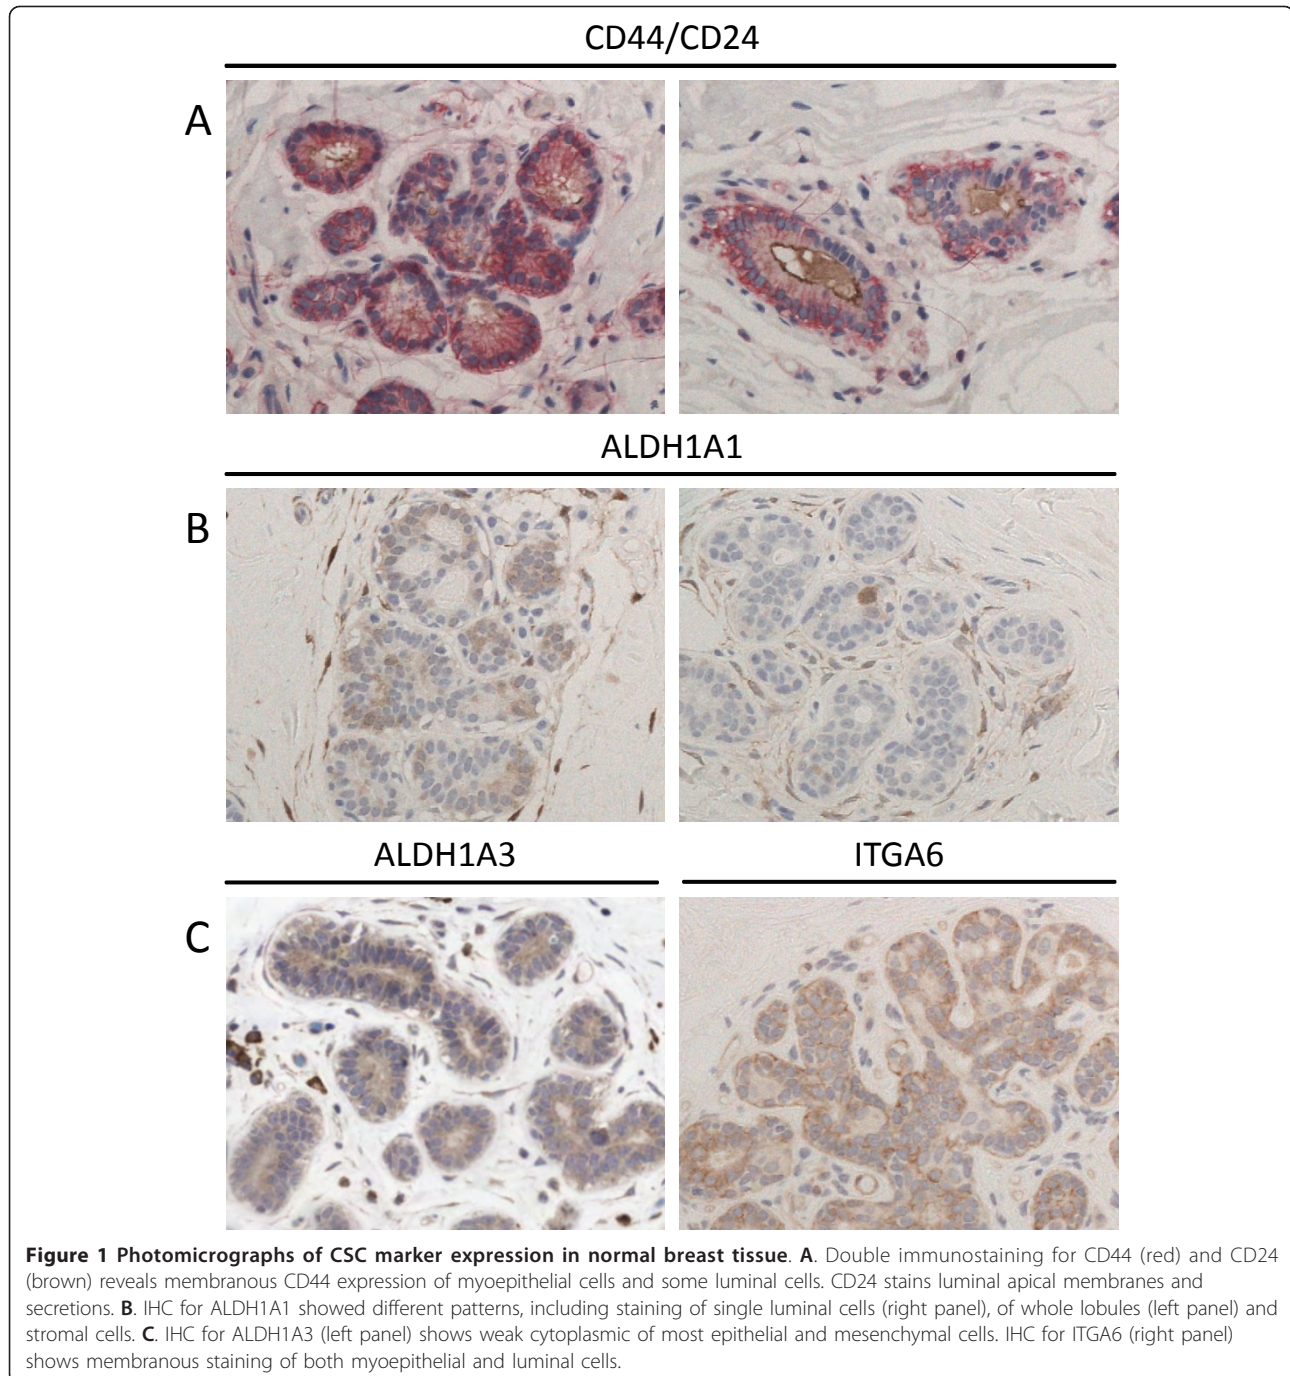 CD44/CD24
A
ALDH1A1
B
ALDH1A3 ITGA6
C
Figure 1 Photomicrographs of CSC marker expression in normal breast tissue. A. Double immunostaining for CD44 (red) and CD24
(brown) reveals membranous CD44 expression of myoepithelial cells and some luminal cells. CD24 stains luminal apical membranes and
secretions. B. IHC for ALDH1A1 showed different patterns, including staining of single luminal cells (right panel), of whole lobules (left panel) and
stromal cells. C. IHC for ALDH1A3 (left panel) shows weak cytoplasmic of most epithelial and mesenchymal cells. IHC for ITGA6 (right panel)
shows membranous staining of both myoepithelial and luminal cells.